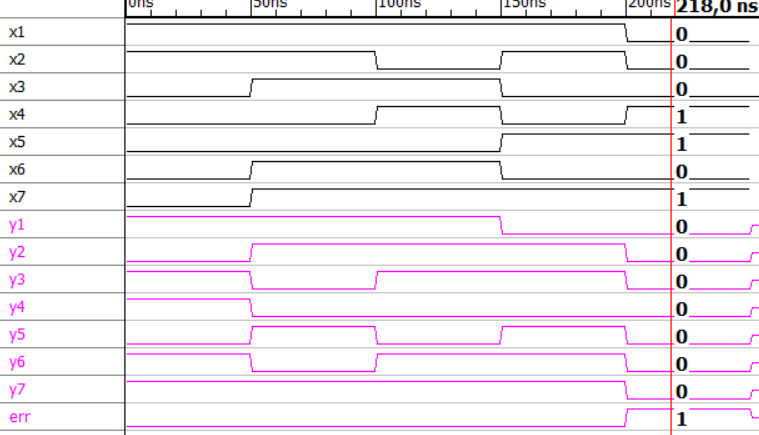 0ns 50ns 100ns 150ns 200ns 218,0 ns
x1 0
x2 0
x3 0
x4 1
x5 1
x6 0
x7 1
y1 0
y2 0
y3 0
y4 0
y5 0
y6 0
y7 0
err 1